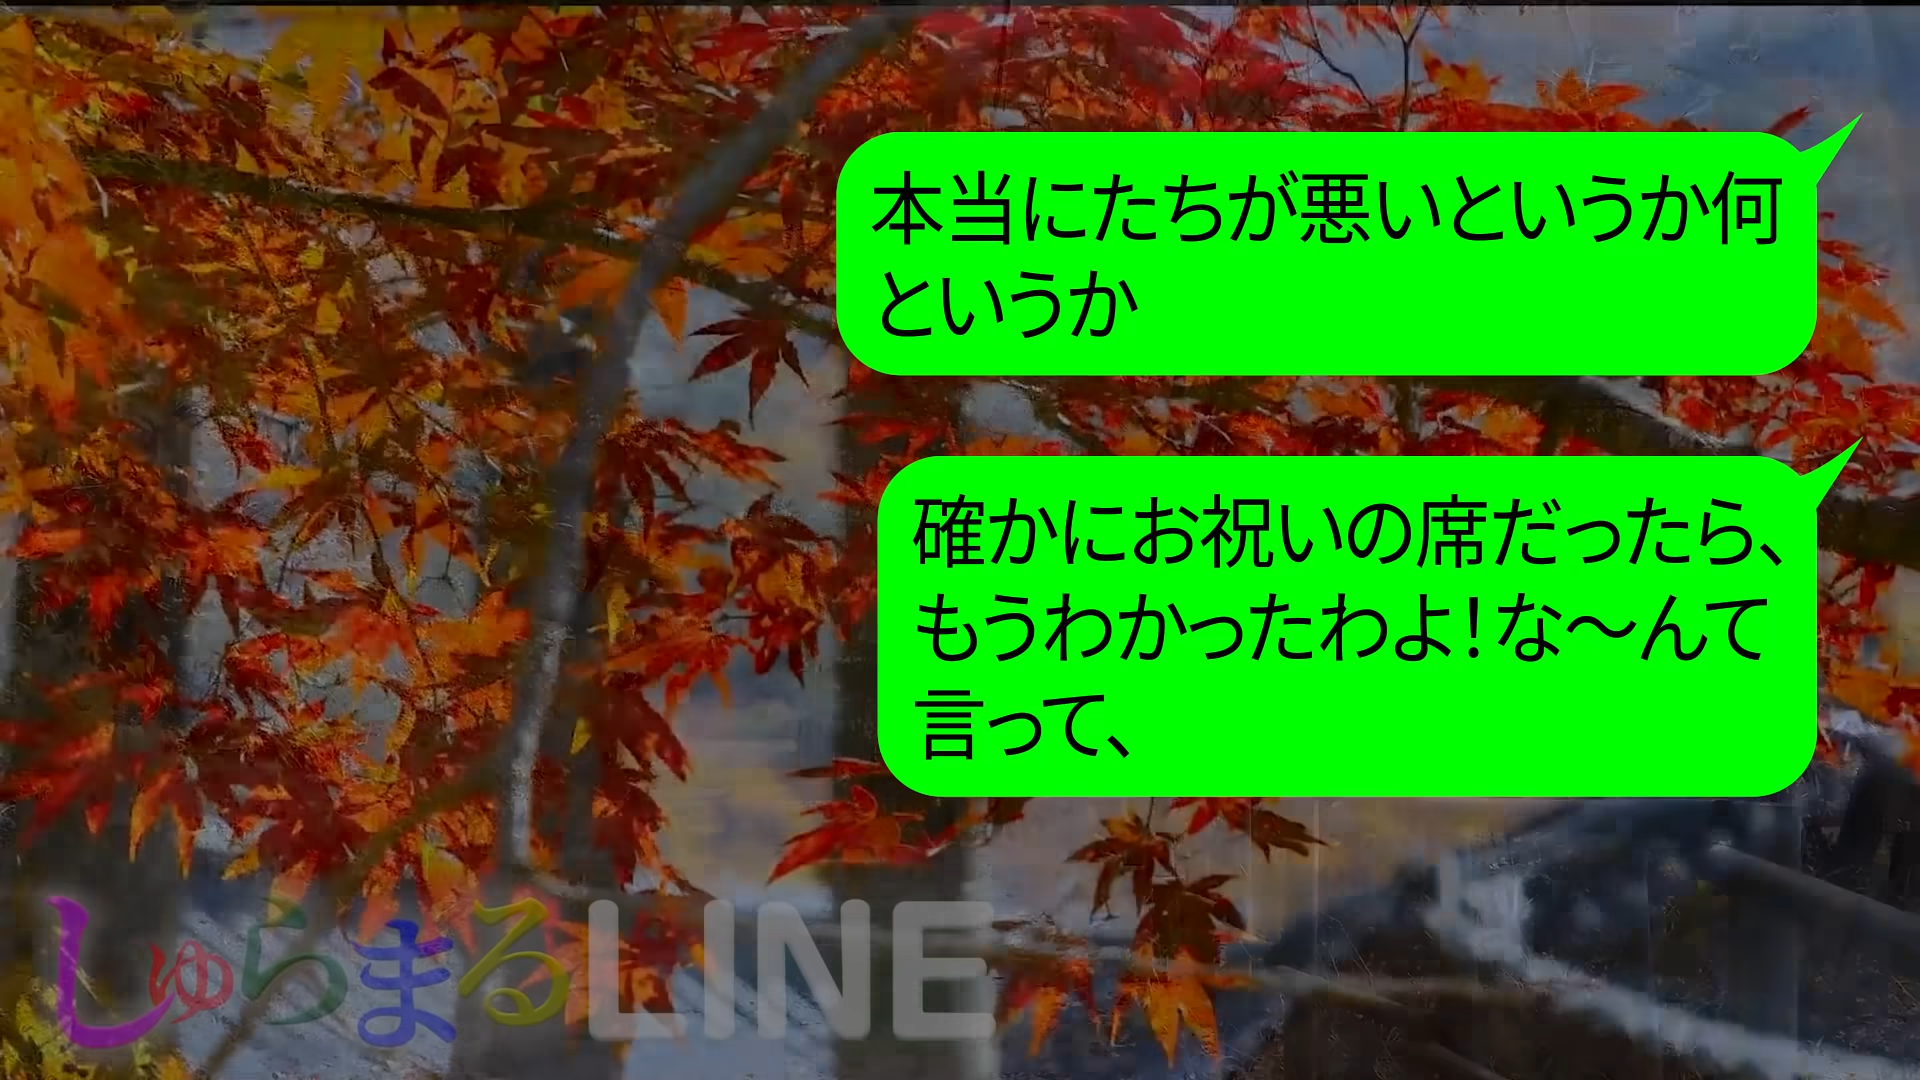 本当にたちが悪いというか何
というか
確かにお祝いの席だったら、
もうわかったわよ！な～んて
言って、
しゅらまるLINE